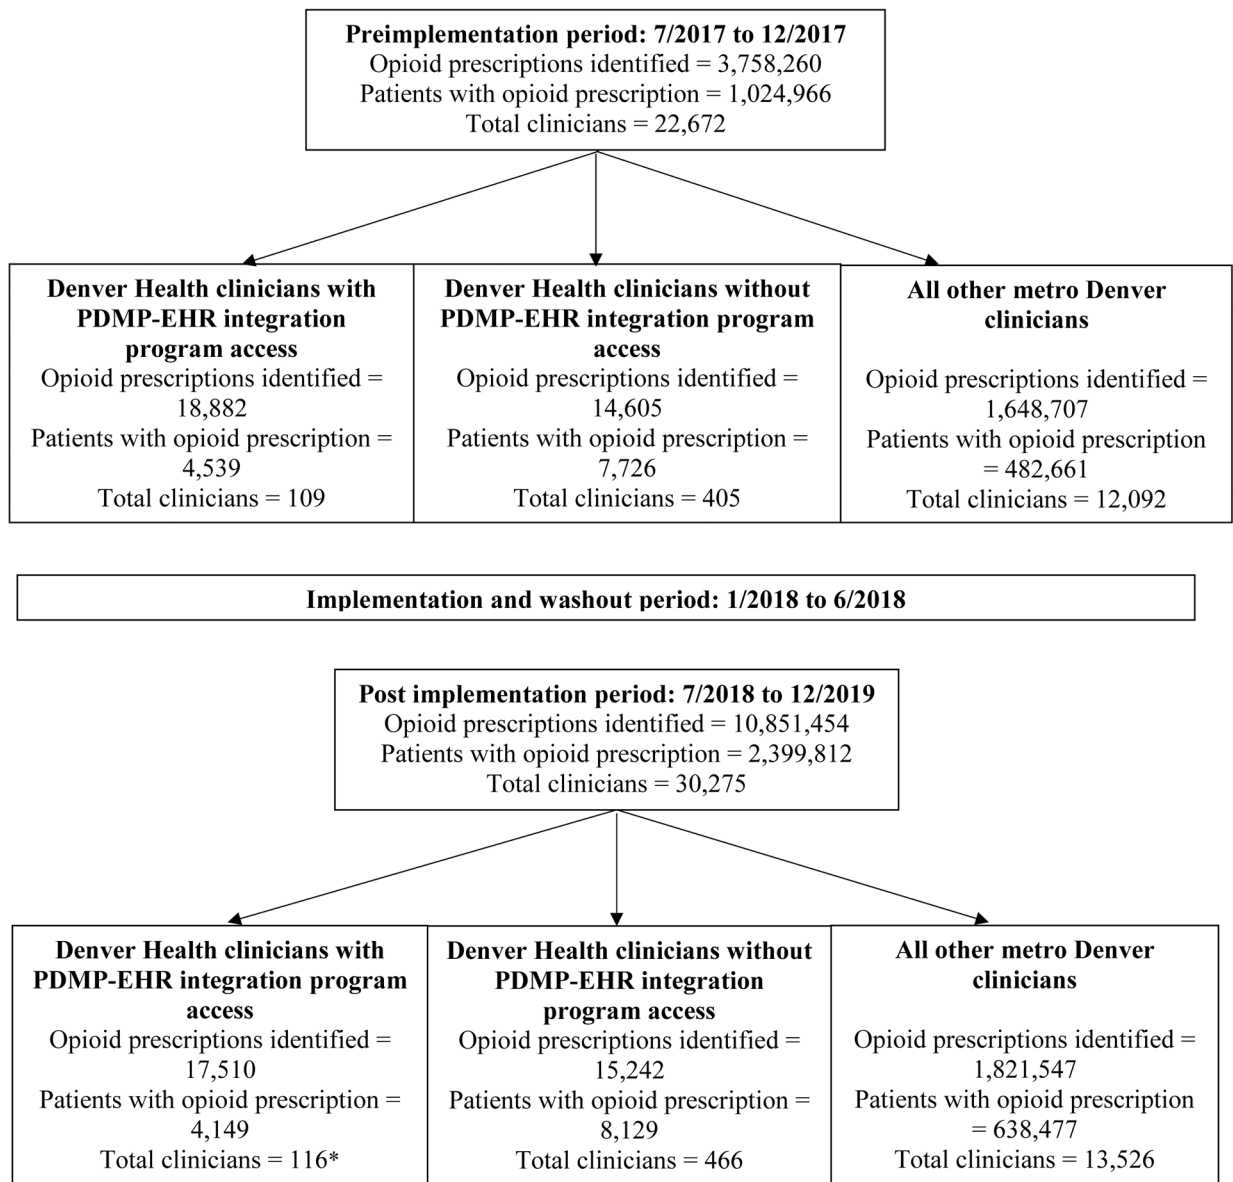 Preimplementation period: 7/2017 to 12/2017
Opioid prescriptions identified = 3,758,260
Patients with opioid prescription = 1,024,966
Total clinicians = 22,672
Denver Health clinicians with
PDMP-EHR integration
program access
Opioid prescriptions identified =
18,882
Patients with opioid prescription =
4,539
Total clinicians = 109
Denver Health clinicians without
PDMP-EHR integration program
access
Opioid prescriptions identified =
14,605
Patients with opioid prescription =
7,726
Total clinicians = 405
All other metro Denver
clinicians
Opioid prescriptions identified =
1,648,707
Patients with opioid prescription
= 482,661
Total clinicians = 12,092
Implementation and washout period: 1/2018 to 6/2018
Post implementation period: 7/2018 to 12/2019
Opioid prescriptions identified = 10,851,454
Patients with opioid prescription = 2,399,812
Total clinicians = 30,275
Denver Health clinicians with
PDMP-EHR integration program
access
Opioid prescriptions identified =
17,510
Patients with opioid prescription =
4,149
Total clinicians = 116*
Denver Health clinicians without
PDMP-EHR integration
program access
Opioid prescriptions identified =
15,242
Patients with opioid prescription =
8,129
Total clinicians = 466
All other metro Denver
clinicians
Opioid prescriptions identified =
1,821,547
Patients with opioid prescription
= 638,477
Total clinicians = 13,526